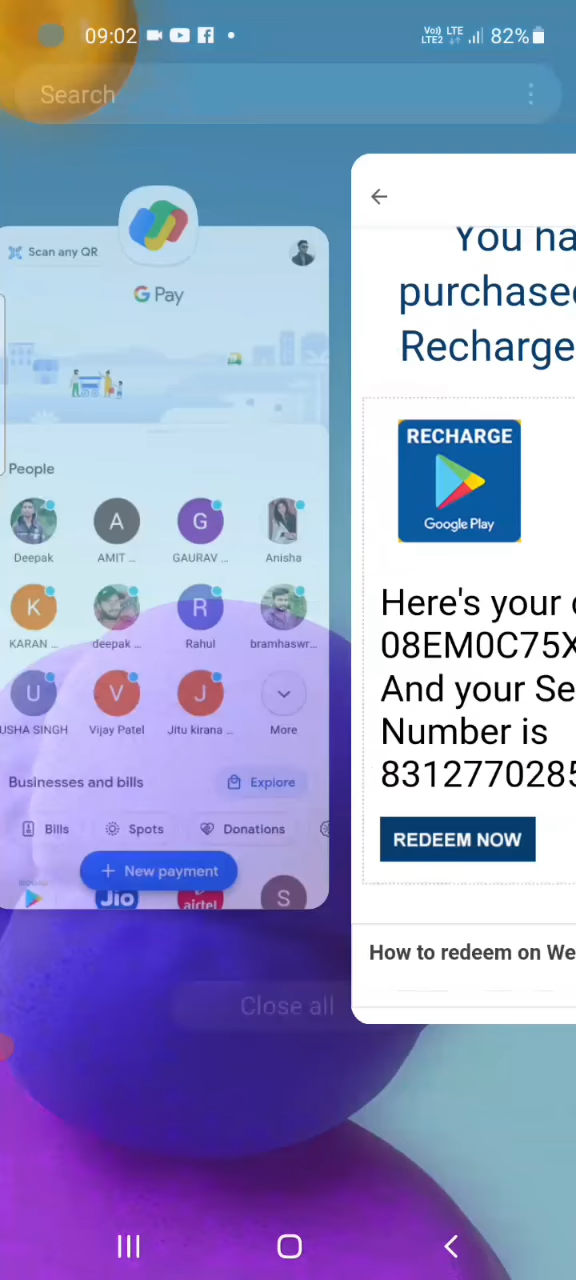 09:02
Vo) LTE
LTE2
82%
Search
Scan any QR
G Pay
People
Deepak
AMIT ...
GAURAV ...
Anisha
KARAN ...
deepak ...
Rahul
bramhaswr...
USHA SINGH
Vijay Patel
Jitu kirana ...
More
Businesses and bills
Explore
Bills
Spots
Donations
+ New payment
Jio
airtel
S
Close all
You ha
purchase
Recharge
RECHARGE
Google Play
Here's your
08EM0C75X
And your Se
Number is
8312770285
REDEEM NOW
How to redeem on We